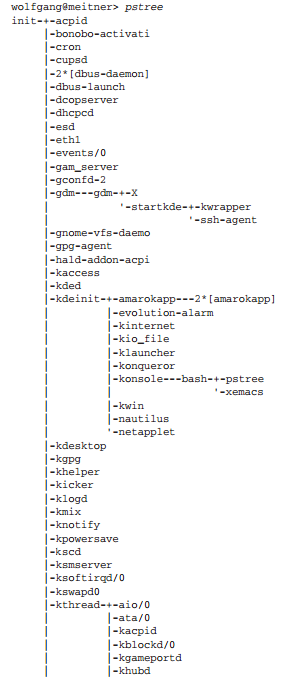 wolfgang@meitner> pstree
init-+-acpid
     |-bonobo-activati
     |-cron
     |-cupsd
     |-2*[dbus-daemon]
     |-dbus-launch
     |-dcopserver
     |-dhcpcd
     |-esd
     |-eth1
     |-events/0
     |-gam_server
     |-gconfd-2
     |-gdm---gdm-+-X
     |           '-startkde-+-kwrapper
     |                      '-ssh-agent
     |-gnome-vfs-daemo
     |-gpg-agent
     |-hald-addon-acpi
     |-kaccess
     |-kded
     |-kdeinit-+-amarokapp---2*[amarokapp]
     |         |-evolution-alarm
     |         |-kinternet
     |         |-kio_file
     |         |-klauncher
     |         |-konqueror
     |         |-konsole---bash-+-pstree
     |         |                '-xemacs
     |         |-kwin
     |         |-nautilus
     |         '-netapplet
     |-kdesktop
     |-kgpg
     |-khelper
     |-kicker
     |-klogd
     |-kmix
     |-knotify
     |-kpowersave
     |-kscd
     |-ksmserver
     |-ksoftirqd/0
     |-kswapd0
     |-kthread-+-aio/0
     |         |-ata/0
     |         |-kacpid
     |         |-kblockd/0
     |         |-kgameportd
     |         |-khubd